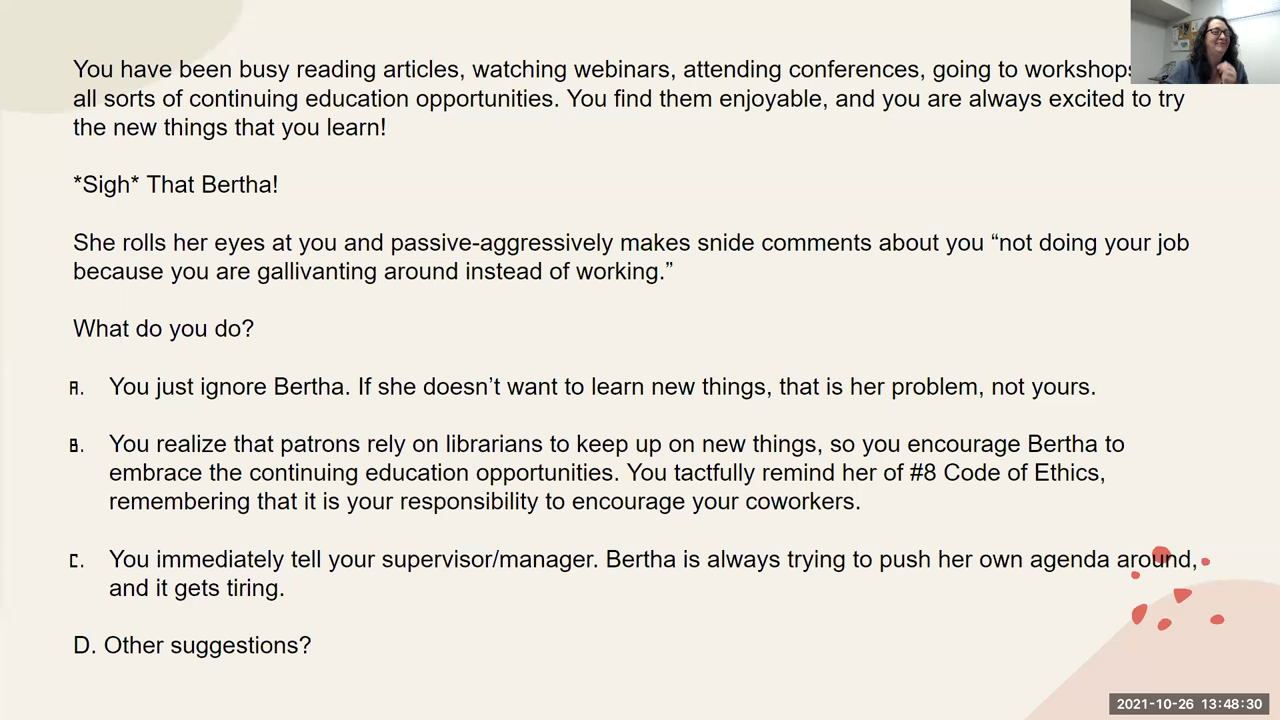 You have been busy reading articles, watching webinars, attending conferences, going to workshops
all sorts of continuing education opportunities. You find them enjoyable, and you are always excited to try
the new things that you learn!
*Sigh* That Bertha!
She rolls her eyes at you and passive-aggressively makes snide comments about you “not doing your job
because you are gallivanting around instead of working.”
What do you do?
A. You just ignore Bertha. If she doesn’t want to learn new things, that is her problem, not yours.
B. You realize that patrons rely on librarians to keep up on new things, so you encourage Bertha to
embrace the continuing education opportunities. You tactfully remind her of #8 Code of Ethics,
remembering that it is your responsibility to encourage your coworkers.
C. You immediately tell your supervisor/manager. Bertha is always trying to push her own agenda around,
and it gets tiring.
D. Other suggestions?
2021-10-26 13:48:30